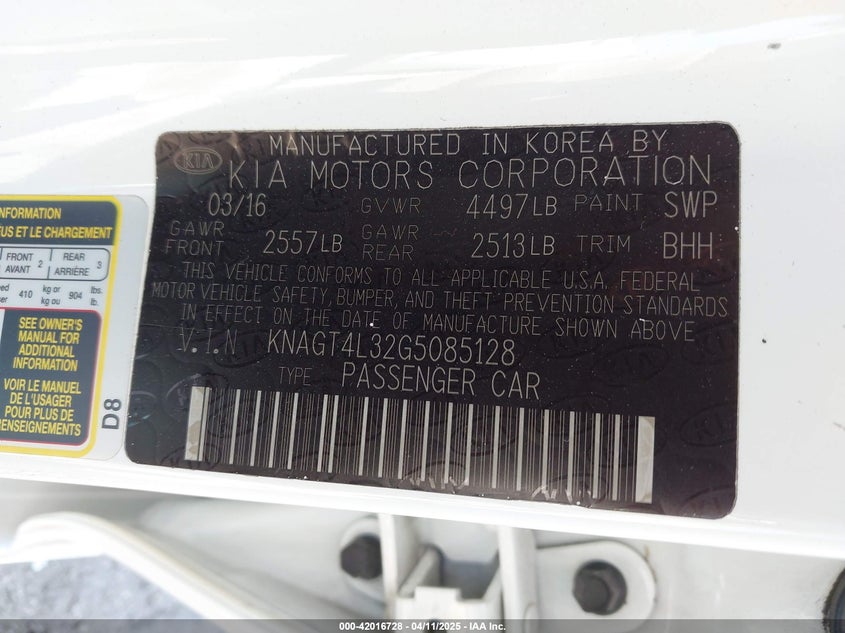 MANUFACTURED IN KOREA BY
KIA
KIA MOTORS CORPORATION
03/16 GVWR 4497LB PAINT SWP
GAWR FRONT 2557LB GAWR REAR 2513LB TRIM BHH
THIS VEHICLE CONFORMS TO ALL APPLICABLE U.S.A. FEDERAL
MOTOR VEHICLE SAFETY, BUMPER, AND THEFT PREVENTION STANDARDS
IN EFFECT ON THE DATE OF MANUFACTURE SHOWN ABOVE
V.I.N KNAGT4L32G5085128
TYPE PASSENGER CAR
INFORMATION
US ET LE CHARGEMENT
FRONT 2 REAR 3
AVANT ARRIÈRE
410 kg or 904 lbs.
kg ou lb.
SEE OWNER'S
MANUAL FOR
ADDITIONAL
INFORMATION
VOIR LE MANUEL
DE L'USAGER
POUR PLUS DE
RENSEIGNEMENTS
D8
000-42016728 - 04/11/2025 - IAA Inc.